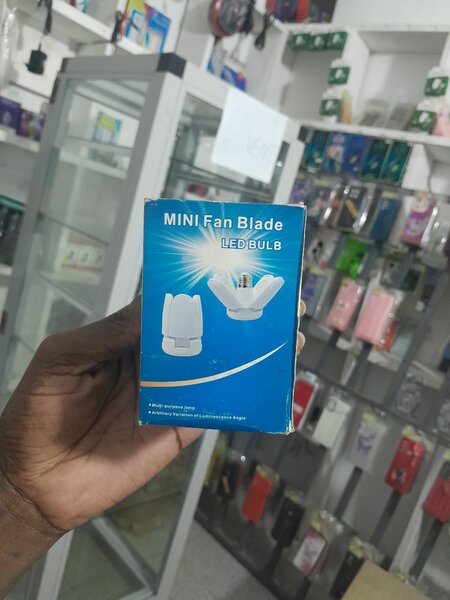 MINI Fan Blade
LED BULB
• Multi-purpose lamp
• Arbitrary Variation of Luminescence Angle